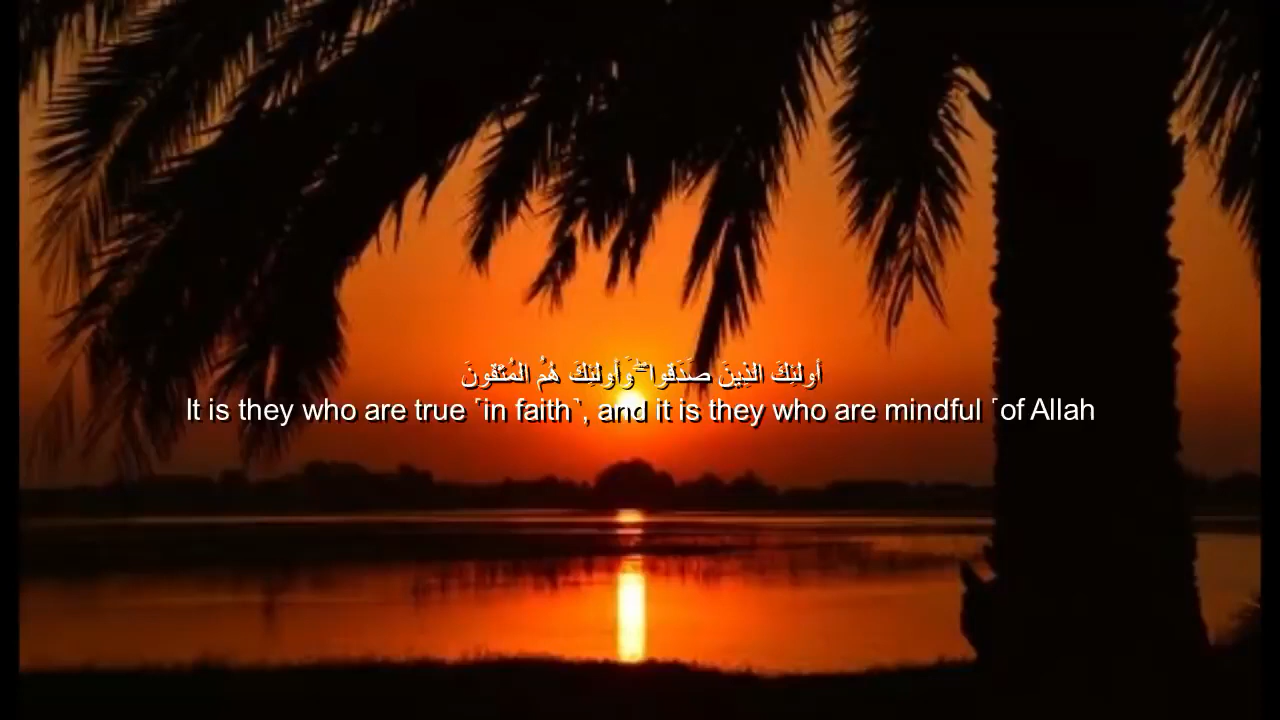 أُولَٰئِكَ الَّذِينَ صَدَقُوا ۖ وَأُولَٰئِكَ هُمُ الْمُتَّقُونَ
It is they who are true ˹in faith˺, and it is they who are mindful ˹of Allah